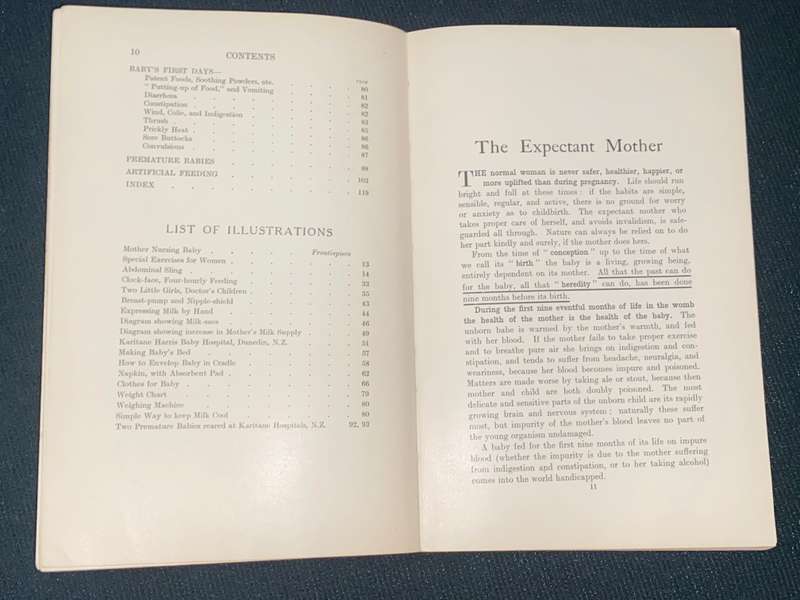 10 CONTENTS
BABY'S FIRST DAYS—
PAGE
Patent Foods, Soothing Powders, etc. . . . . 80
"Putting-up of Food," and Vomiting . . . . 81
Diarrhœa . . . . . . . . 82
Constipation . . . . . . . . 82
Wind, Colic, and Indigestion . . . . . 83
Thrush . . . . . . . . 85
Prickly Heat . . . . . . . . 86
Sore Buttocks . . . . . . . . 86
Convulsions . . . . . . . . 87
PREMATURE BABIES . . . . . . 88
ARTIFICIAL FEEDING . . . . . . 102
INDEX . . . . . . . . 118
LIST OF ILLUSTRATIONS
Mother Nursing Baby . . . . . Frontispiece
Special Exercises for Women . . . . . 13
Abdominal Sling . . . . . . . 14
Clock-face, Four-hourly Feeding . . . . . 32
Two Little Girls, Doctor's Children . . . . . 35
Breast-pump and Nipple-shield . . . . . 43
Expressing Milk by Hand . . . . . 44
Diagram showing Milk-sacs . . . . . 46
Diagram showing increase in Mother's Milk Supply . . . 49
Karitane Harris Baby Hospital, Dunedin, N.Z. . . . 51
Making Baby's Bed . . . . . . 57
How to Envelop Baby in Cradle . . . . . 58
Napkin, with Absorbent Pad . . . . . 62
Clothes for Baby . . . . . . 66
Weight Chart . . . . . . . 79
Weighing Machine . . . . . . 80
Simple Way to keep Milk Cool . . . . . 80
Two Premature Babies reared at Karitane Hospitals, N.Z. . 92, 93
The Expectant Mother
THE normal woman is never safer, healthier, happier, or
more uplifted than during pregnancy. Life should run
bright and full at these times: if the habits are simple,
sensible, regular, and active, there is no ground for worry
or anxiety as to childbirth. The expectant mother who
takes proper care of herself, and avoids invalidism, is safe-
guarded all through. Nature can always be relied on to do
her part kindly and surely, if the mother does hers.
From the time of "conception" up to the time of what
we call its "birth" the baby is a living, growing being,
entirely dependent on its mother. All that the past can do
for the baby, all that "heredity" can do, has been done
nine months before its birth.
During the first nine eventful months of life in the womb
the health of the mother is the health of the baby. The
unborn babe is warmed by the mother's warmth, and fed
with her blood. If the mother fails to take proper exercise
and to breathe pure air she brings on indigestion and con-
stipation, and tends to suffer from headache, neuralgia, and
weariness, because her blood becomes impure and poisoned.
Matters are made worse by taking ale or stout, because then
mother and child are both doubly poisoned. The most
delicate and sensitive parts of the unborn child are its rapidly
growing brain and nervous system; naturally these suffer
most, but impurity of the mother's blood leaves no part of
the young organism undamaged.
A baby fed for the first nine months of its life on impure
blood (whether the impurity is due to the mother suffering
from indigestion and constipation, or to her taking alcohol)
comes into the world handicapped.
11